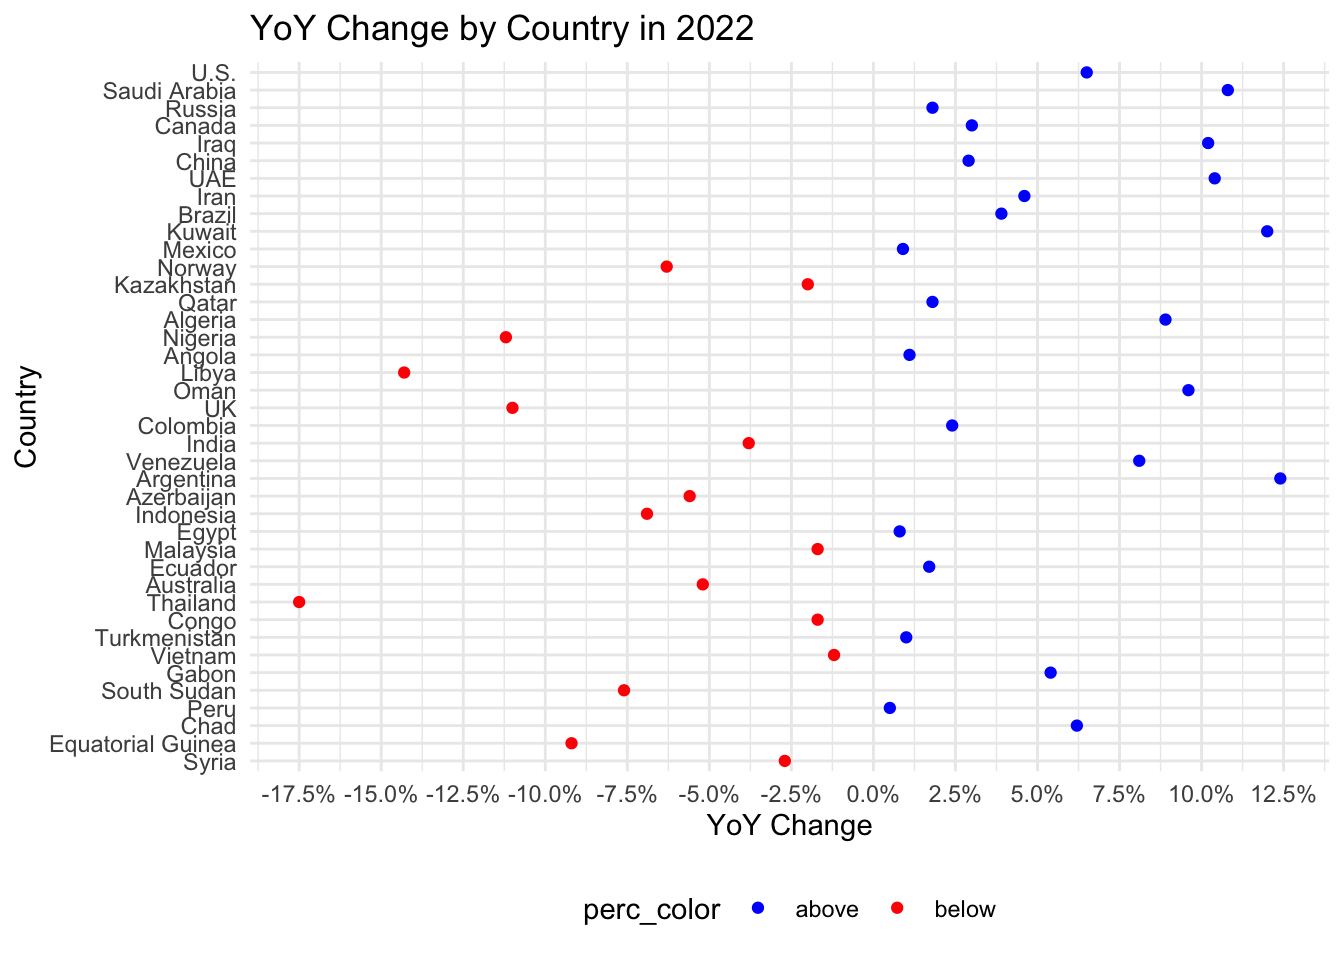 YoY Change by Country in 2022
U.S.
Saudi Arabia
Russia
Canada
Iraq
China
UAE
Iran
Brazil
Kuwait
Mexico
Norway
Kazakhstan
Qatar
Algeria
Nigeria
Angola
Libya
Oman
UK
Colombia
India
Venezuela
Argentina
Azerbaijan
Indonesia
Egypt
Malaysia
Ecuador
Australia
Thailand
Congo
Turkmenistan
Vietnam
Gabon
South Sudan
Peru
Chad
Equatorial Guinea
Syria
Country
-17.5% -15.0% -12.5% -10.0% -7.5% -5.0% -2.5% 0.0% 2.5% 5.0% 7.5% 10.0% 12.5%
YoY Change
perc_color above below